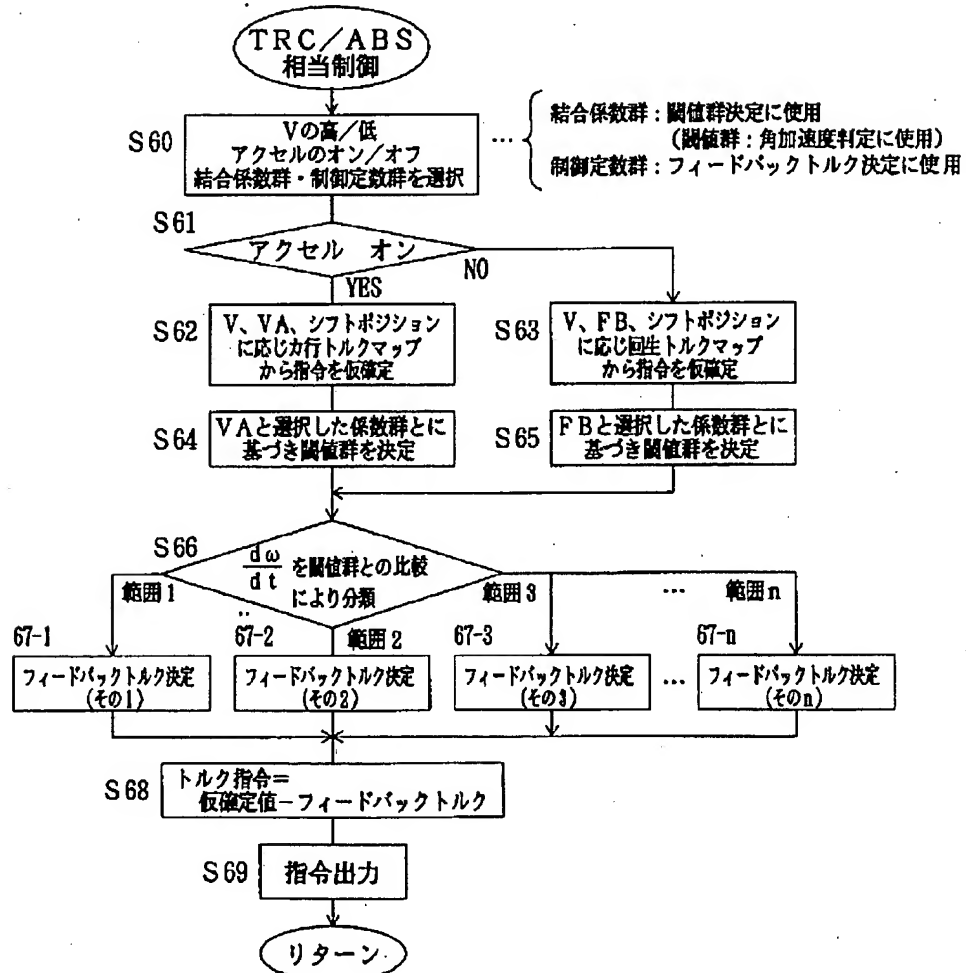 TRC/ABS
相当制御
S60
Vの高/低
アクセルのオン/オフ
結合係数群・制御定数群を選択
…
結合係数群:閾値群決定に使用
(閾値群:角加速度判定に使用)
制御定数群:フィードバックトルク決定に使用
S61
アクセル オン
NO
YES
S62
V、VA、シフトポジション
に応じ力行トルクマップ
から指令を仮確定
S63
V、FB、シフトポジション
に応じ回生トルクマップ
から指令を仮確定
S64
VAと選択した係数群とに
基づき閾値群を決定
S65
FBと選択した係数群とに
基づき閾値群を決定
S66
dω
dt
を閾値群との比較
により分類
範囲1
範囲2
範囲3
…
範囲n
67-1
フィードバックトルク決定
(その1)
67-2
フィードバックトルク決定
(その2)
67-3
フィードバックトルク決定
(その3)
…
67-n
フィードバックトルク決定
(そのn)
S68
トルク指令=
仮確定値-フィードバックトルク
S69
指令出力
リターン